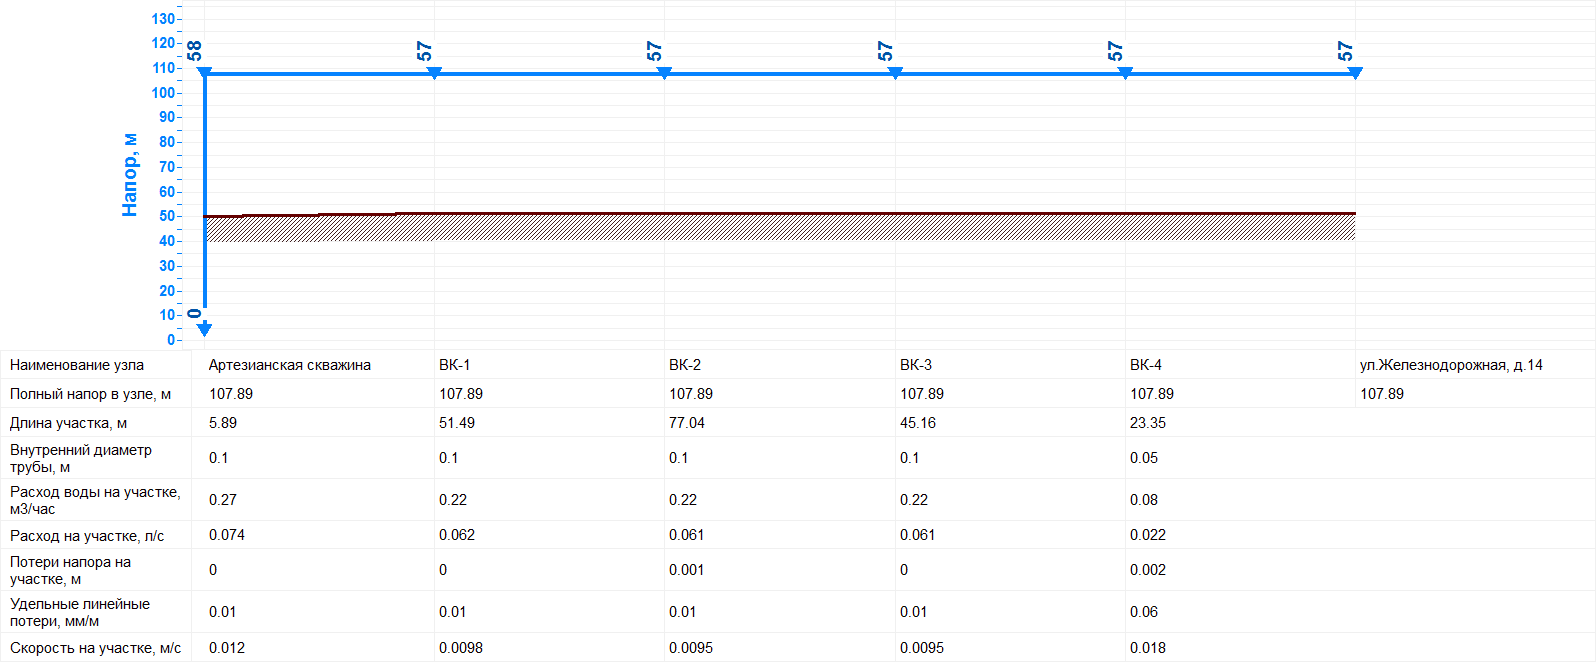 130
120
110
100
90
80
70
60
50
40
30
20
10
0
Напор, м
58
57
57
57
57
57
0
Наименование узла Артезианская скважина ВК-1 ВК-2 ВК-3 ВК-4 ул.Железнодорожная, д.14
Полный напор в узле, м 107.89 107.89 107.89 107.89 107.89 107.89
Длина участка, м 5.89 51.49 77.04 45.16 23.35
Внутренний диаметр
трубы, м 0.1 0.1 0.1 0.1 0.05
Расход воды на участке,
м3/час 0.27 0.22 0.22 0.22 0.08
Расход на участке, л/с 0.074 0.062 0.061 0.061 0.022
Потери напора на
участке, м 0 0 0.001 0 0.002
Удельные линейные
потери, мм/м 0.01 0.01 0.01 0.01 0.06
Скорость на участке, м/с 0.012 0.0098 0.0095 0.0095 0.018